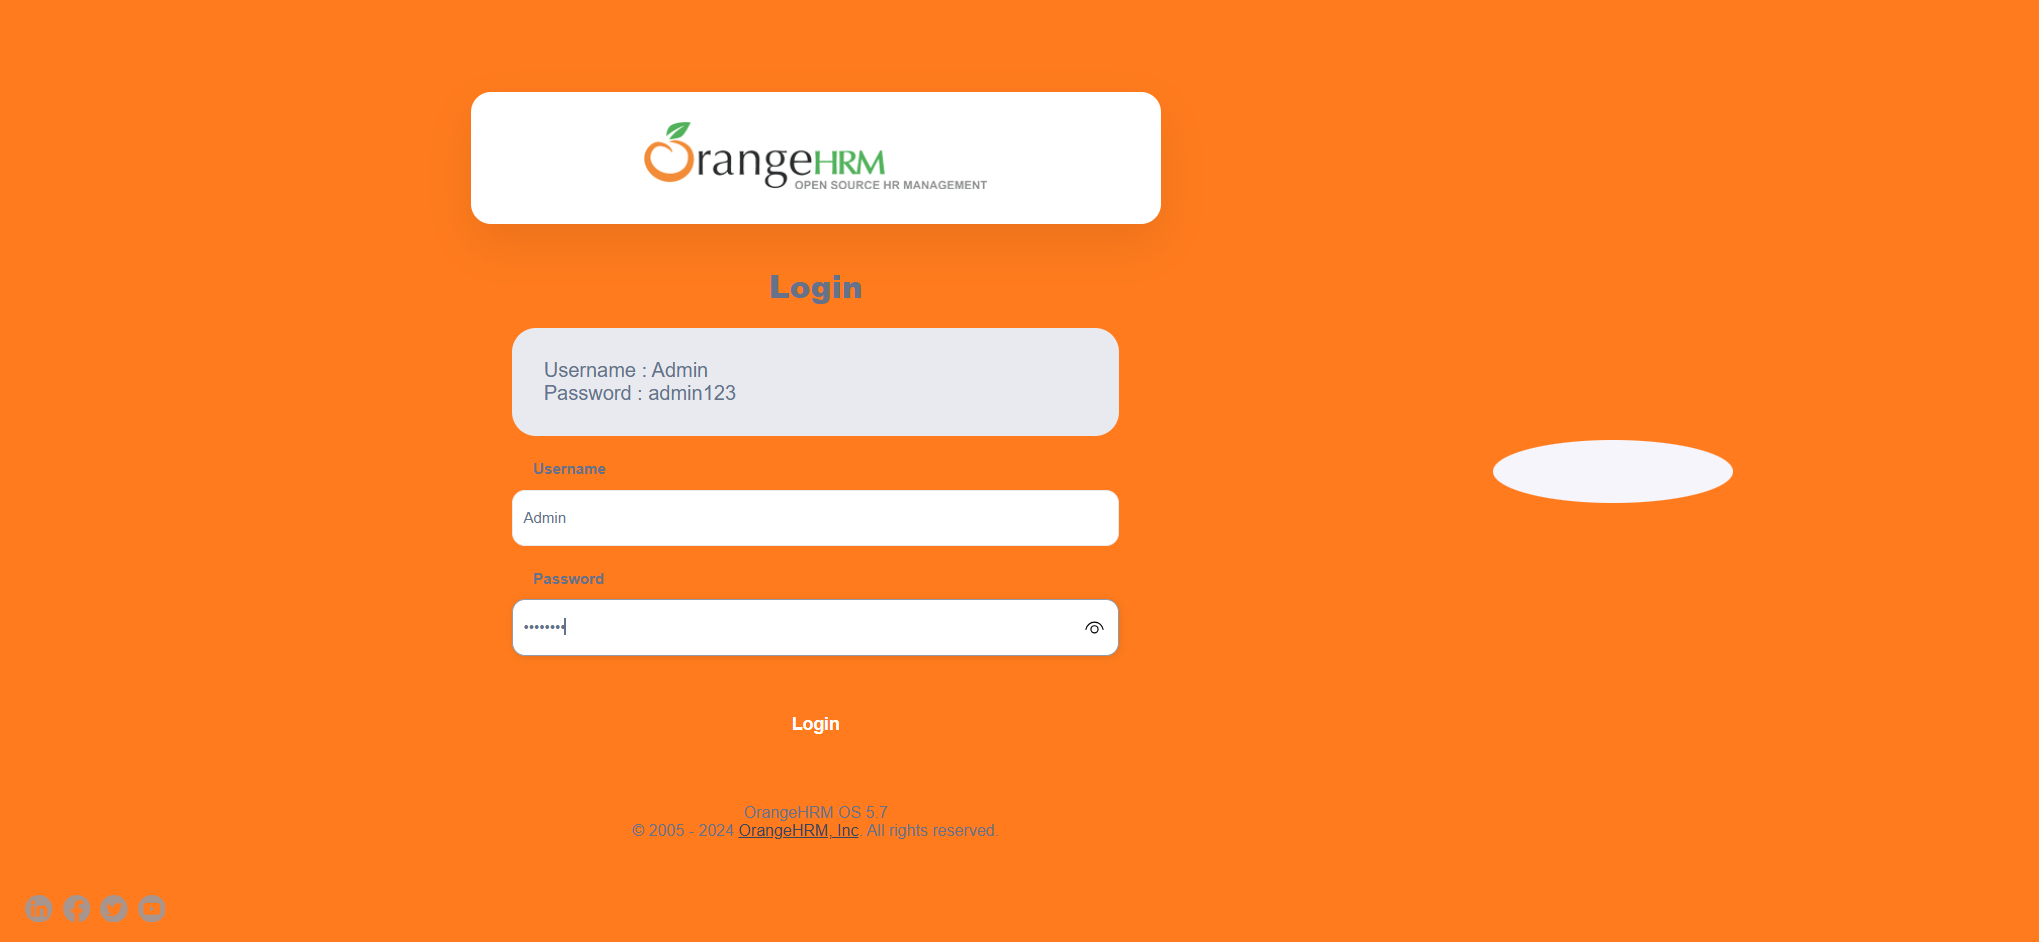 OrangeHRM
OPEN SOURCE HR MANAGEMENT
Login
Username : Admin
Password : admin123
Username
Admin
Password
••••••••
Login
OrangeHRM OS 5.7
© 2005 - 2024 OrangeHRM, Inc. All rights reserved.